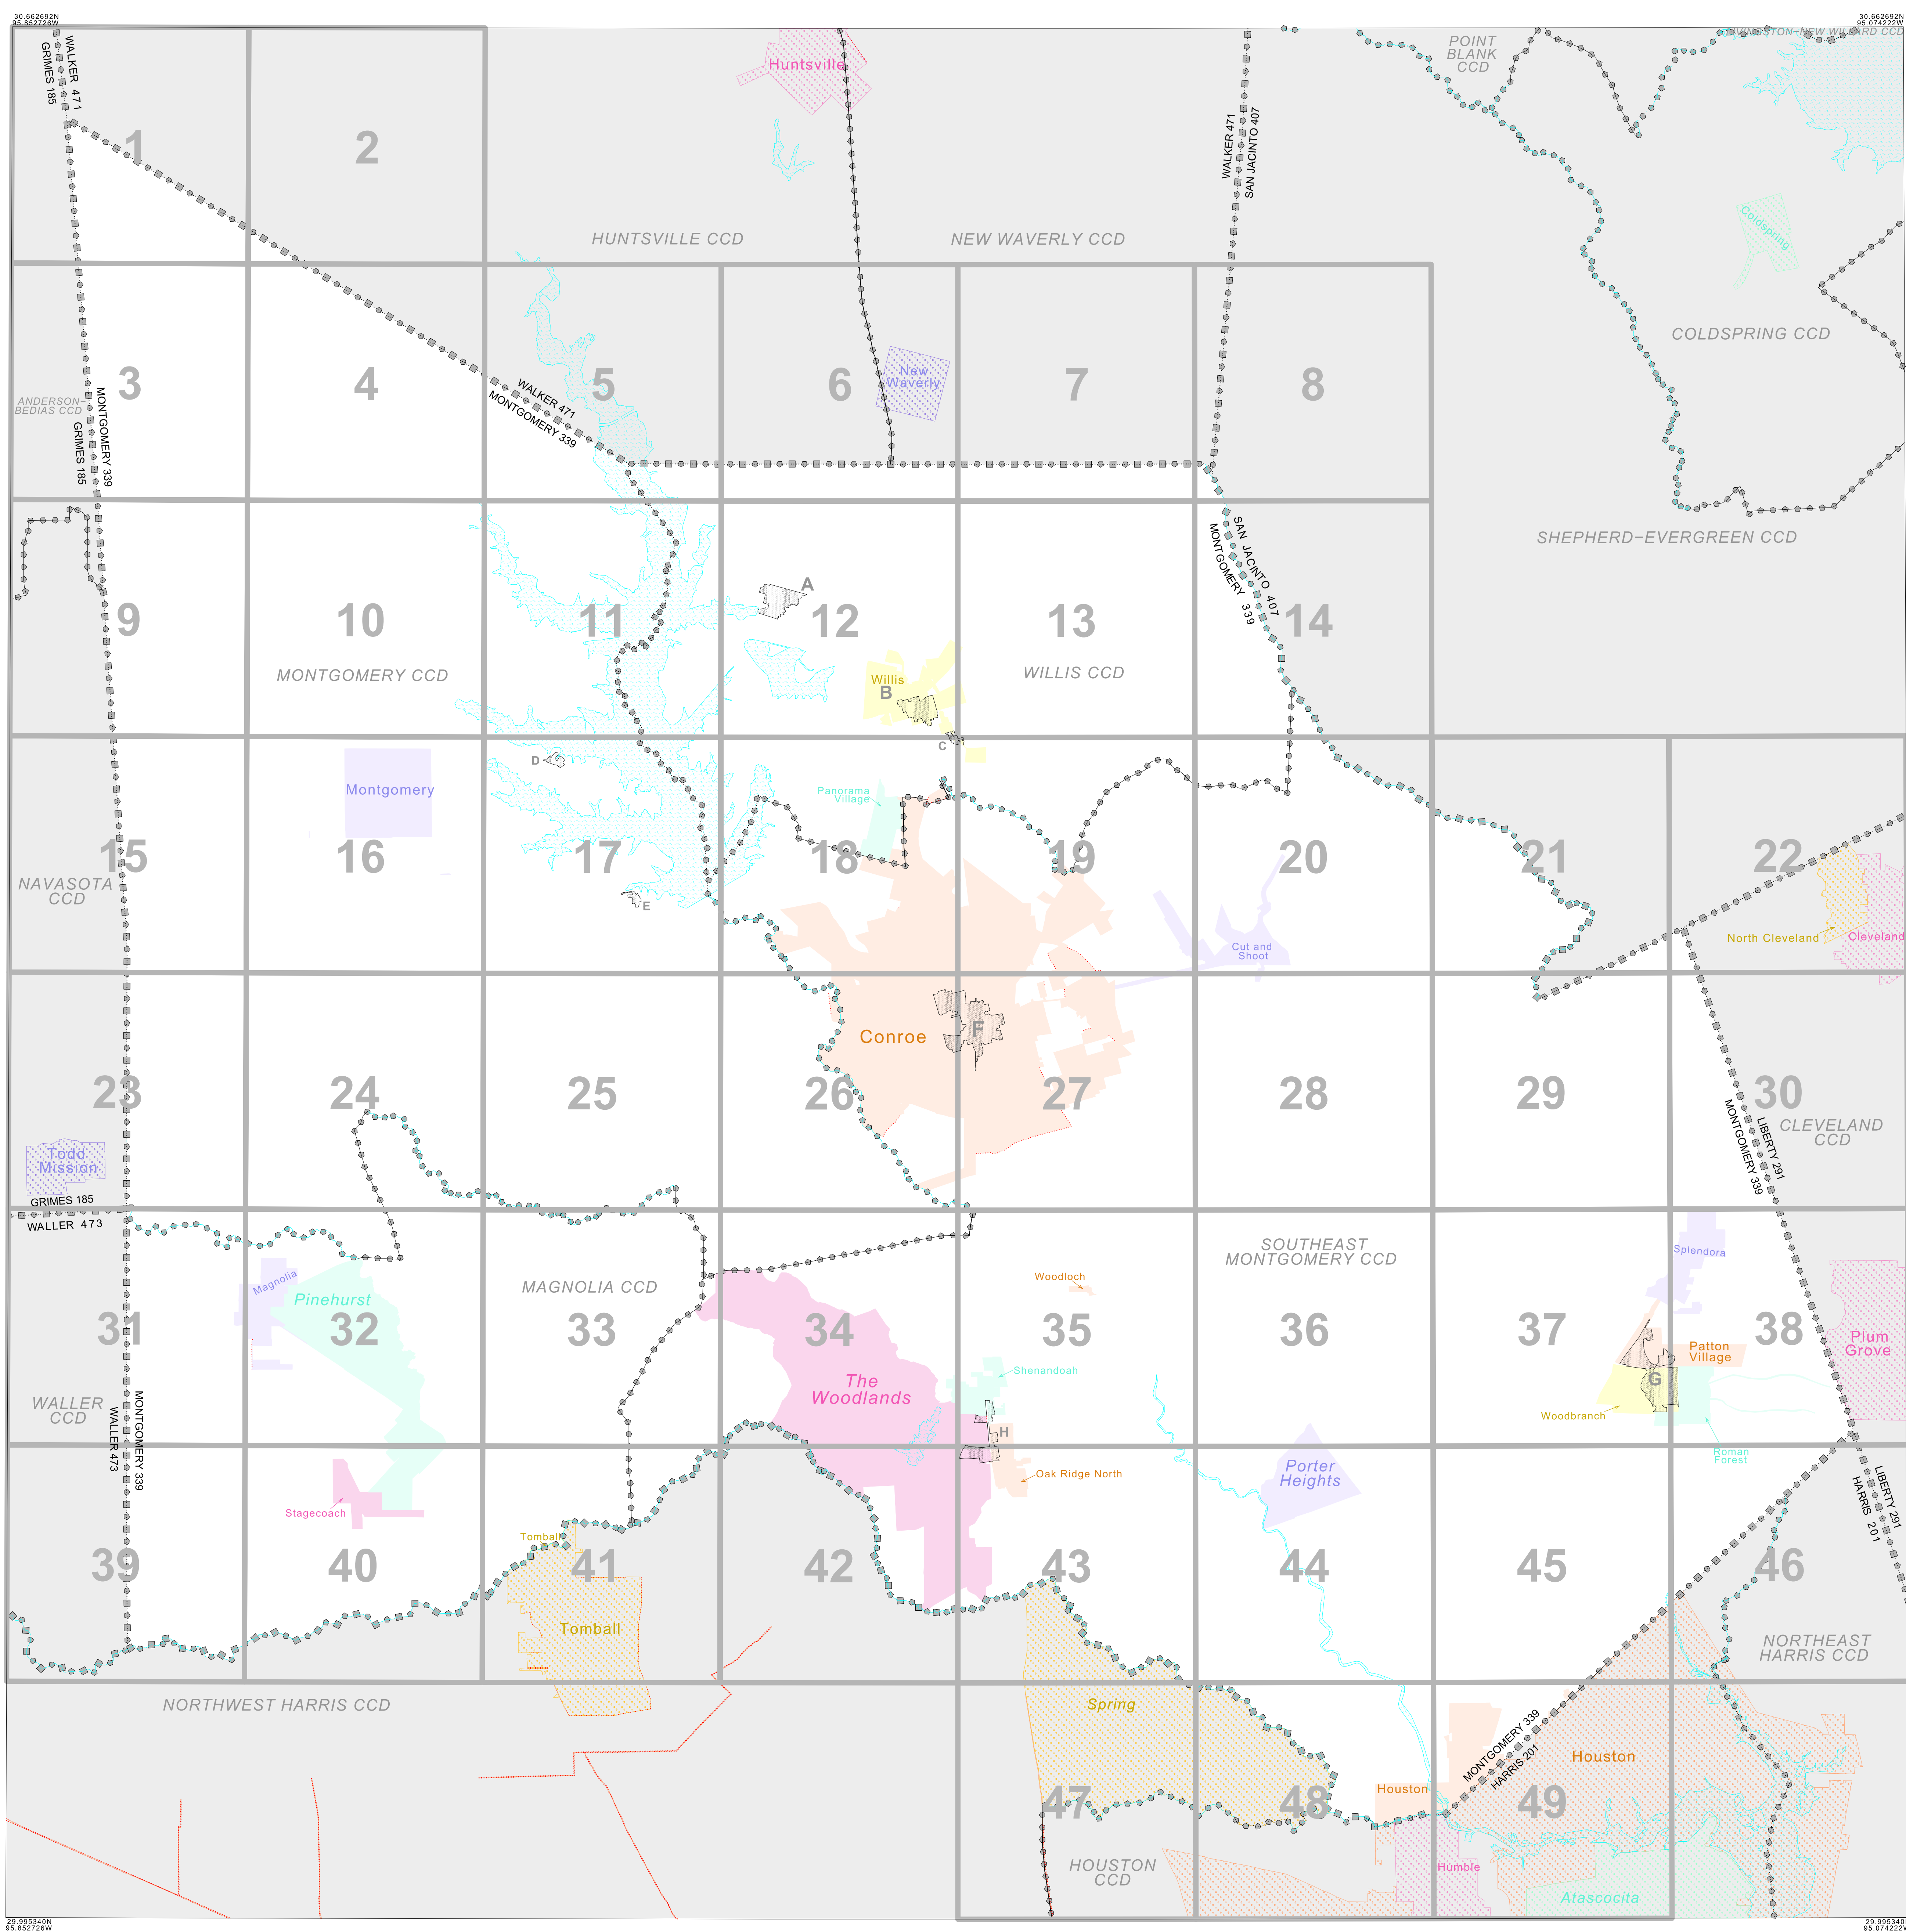 30.662692N
95.852726W
30.662692N
95.074222W
WALKER 471
GRIMES 185
Huntsville
POINT
BLANK
CCD
LIVINGSTON-NEW WILLARD CCD
1
2
WALKER 471
SAN JACINTO 407
HUNTSVILLE CCD
NEW WAVERLY CCD
Coldspring
COLDSPRING CCD
3
4
5
6
7
8
ANDERSON-
BEDIAS CCD
MONTGOMERY 339
GRIMES 185
WALKER 471
MONTGOMERY 339
New
Waverly
SHEPHERD-EVERGREEN CCD
SAN JACINTO 407
MONTGOMERY 339
A
9
10
11
12
13
14
MONTGOMERY CCD
Willis
B
WILLIS CCD
C
D
Montgomery
Panorama
Village
15
16
17
18
19
20
21
22
NAVASOTA
CCD
E
Cut and
Shoot
North Cleveland
Cleveland
Conroe
F
23
24
25
26
27
28
29
30
CLEVELAND
CCD
LIBERTY 291
MONTGOMERY 339
Todd
Mission
GRIMES 185
WALLER 473
SOUTHEAST
MONTGOMERY CCD
Splendora
Magnolia
Pinehurst
MAGNOLIA CCD
Woodloch
31
32
33
34
35
36
37
38
Plum
Grove
Patton
Village
Shenandoah
The
Woodlands
G
WALLER
CCD
MONTGOMERY 339
WALLER 473
Woodbranch
H
Roman
Forest
Porter
Heights
Oak Ridge North
Stagecoach
Tomball
LIBERTY 291
HARRIS 201
39
40
41
42
43
44
45
46
Tomball
NORTHEAST
HARRIS CCD
NORTHWEST HARRIS CCD
Spring
MONTGOMERY 339
HARRIS 201
Houston
Houston
47
48
49
HOUSTON
CCD
Humble
Atascocita
29.995340N
95.852726W
29.995340N
95.074222W